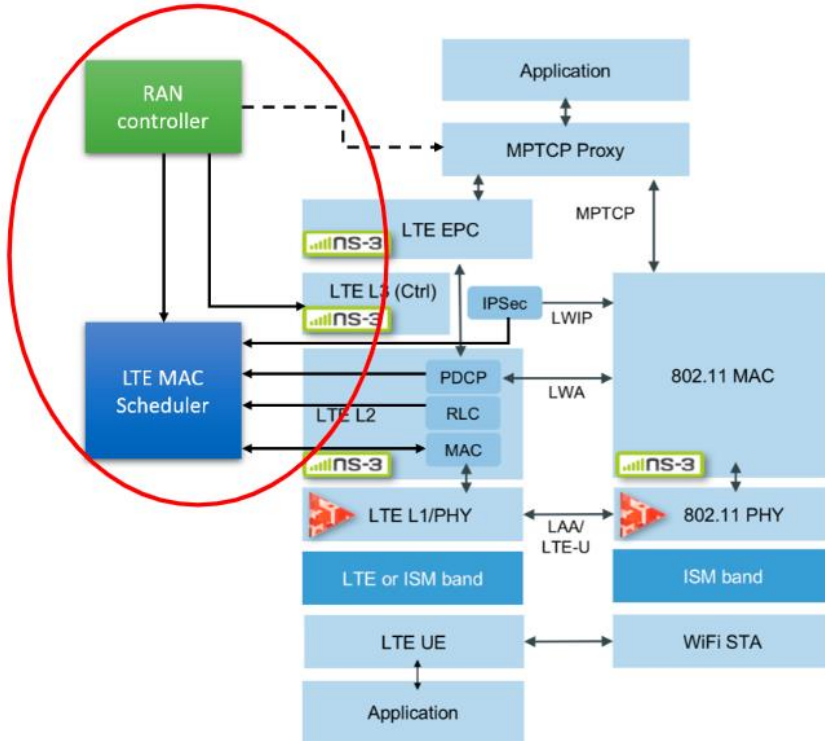 RAN
controller
Application
MPTCP Proxy
MPTCP
LTE EPC
ns-3
LTE L3 (Ctrl)
ns-3
IPSec
LWIP
LTE MAC
Scheduler
PDCP
LWA
802.11 MAC
LTE L2
RLC
MAC
ns-3
ns-3
LTE L1/PHY
LAA/
LTE-U
802.11 PHY
LTE or ISM band
ISM band
LTE UE
WiFi STA
Application